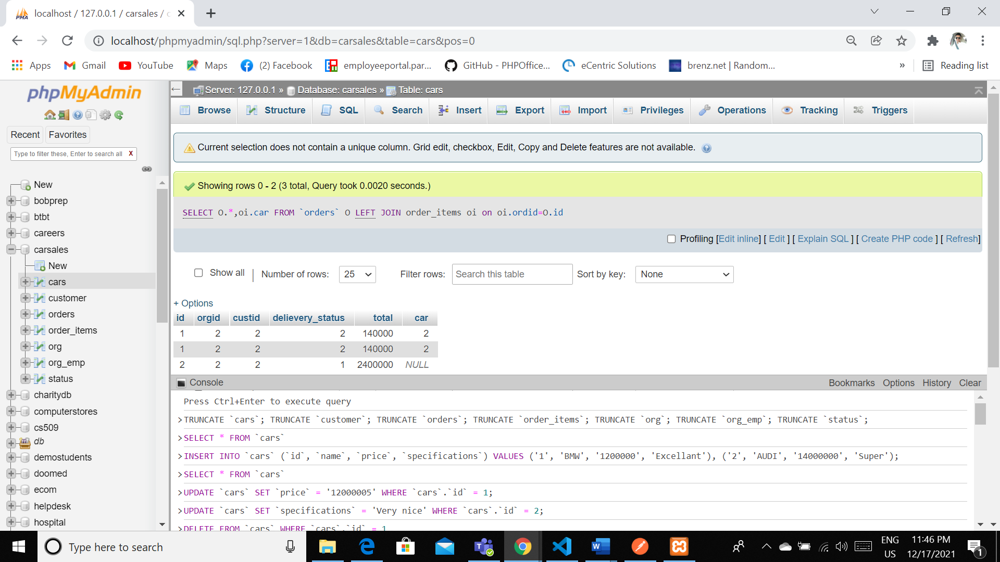 localhost / 127.0.0.1 / carsales / c
localhost/phpmyadmin/sql.php?server=1&db=carsales&table=cars&pos=0
Apps Gmail YouTube Maps (2) Facebook employeeportal.par... GitHub - PHPOffice... eCentric Solutions brenz.net | Random... » Reading list
phpMyAdmin
Recent Favorites
Type to filter these, Enter to search all X
New
bobprep
btbt
careers
carsales
New
cars
customer
orders
order_items
org
org_emp
status
charitydb
computerstores
cs509
db
demostudents
doomed
ecom
helpdesk
hospital
Server: 127.0.0.1 » Database: carsales » Table: cars
Browse Structure SQL Search Insert Export Import Privileges Operations Tracking Triggers
Current selection does not contain a unique column. Grid edit, checkbox, Edit, Copy and Delete features are not available.
Showing rows 0 - 2 (3 total, Query took 0.0020 seconds.)
SELECT O.*,oi.car FROM `orders` O LEFT JOIN order_items oi on oi.ordid=O.id
Profiling [Edit inline] [ Edit ] [ Explain SQL ] [ Create PHP code ] [ Refresh]
Show all | Number of rows: 25 Filter rows: Search this table Sort by key: None
+ Options
id orgid custid delievery_status total car
1 2 2 2 140000 2
1 2 2 2 140000 2
2 2 2 1 2400000 NULL
Console Bookmarks Options History Clear
Press Ctrl+Enter to execute query
>TRUNCATE `cars`; TRUNCATE `customer`; TRUNCATE `orders`; TRUNCATE `order_items`; TRUNCATE `org`; TRUNCATE `org_emp`; TRUNCATE `status`;
>SELECT * FROM `cars`
>INSERT INTO `cars` (`id`, `name`, `price`, `specifications`) VALUES ('1', 'BMW', '1200000', 'Excellant'), ('2', 'AUDI', '14000000', 'Super');
>SELECT * FROM `cars`
>UPDATE `cars` SET `price` = '12000005' WHERE `cars`.`id` = 1;
>UPDATE `cars` SET `specifications` = 'Very nice' WHERE `cars`.`id` = 2;
>DELETE FROM `cars` WHERE `cars`.`id` = 1
Type here to search
ENG
US
11:46 PM
12/17/2021
1